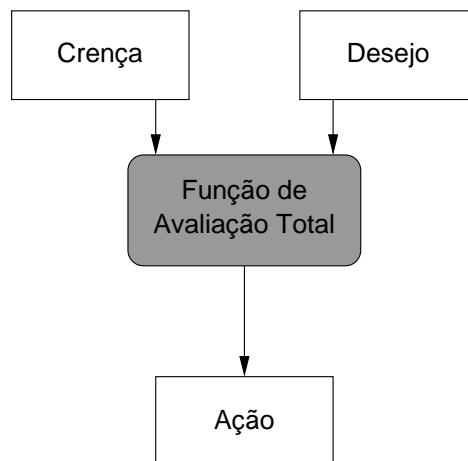 Crença
Desejo
Função de
Avaliação Total
Ação